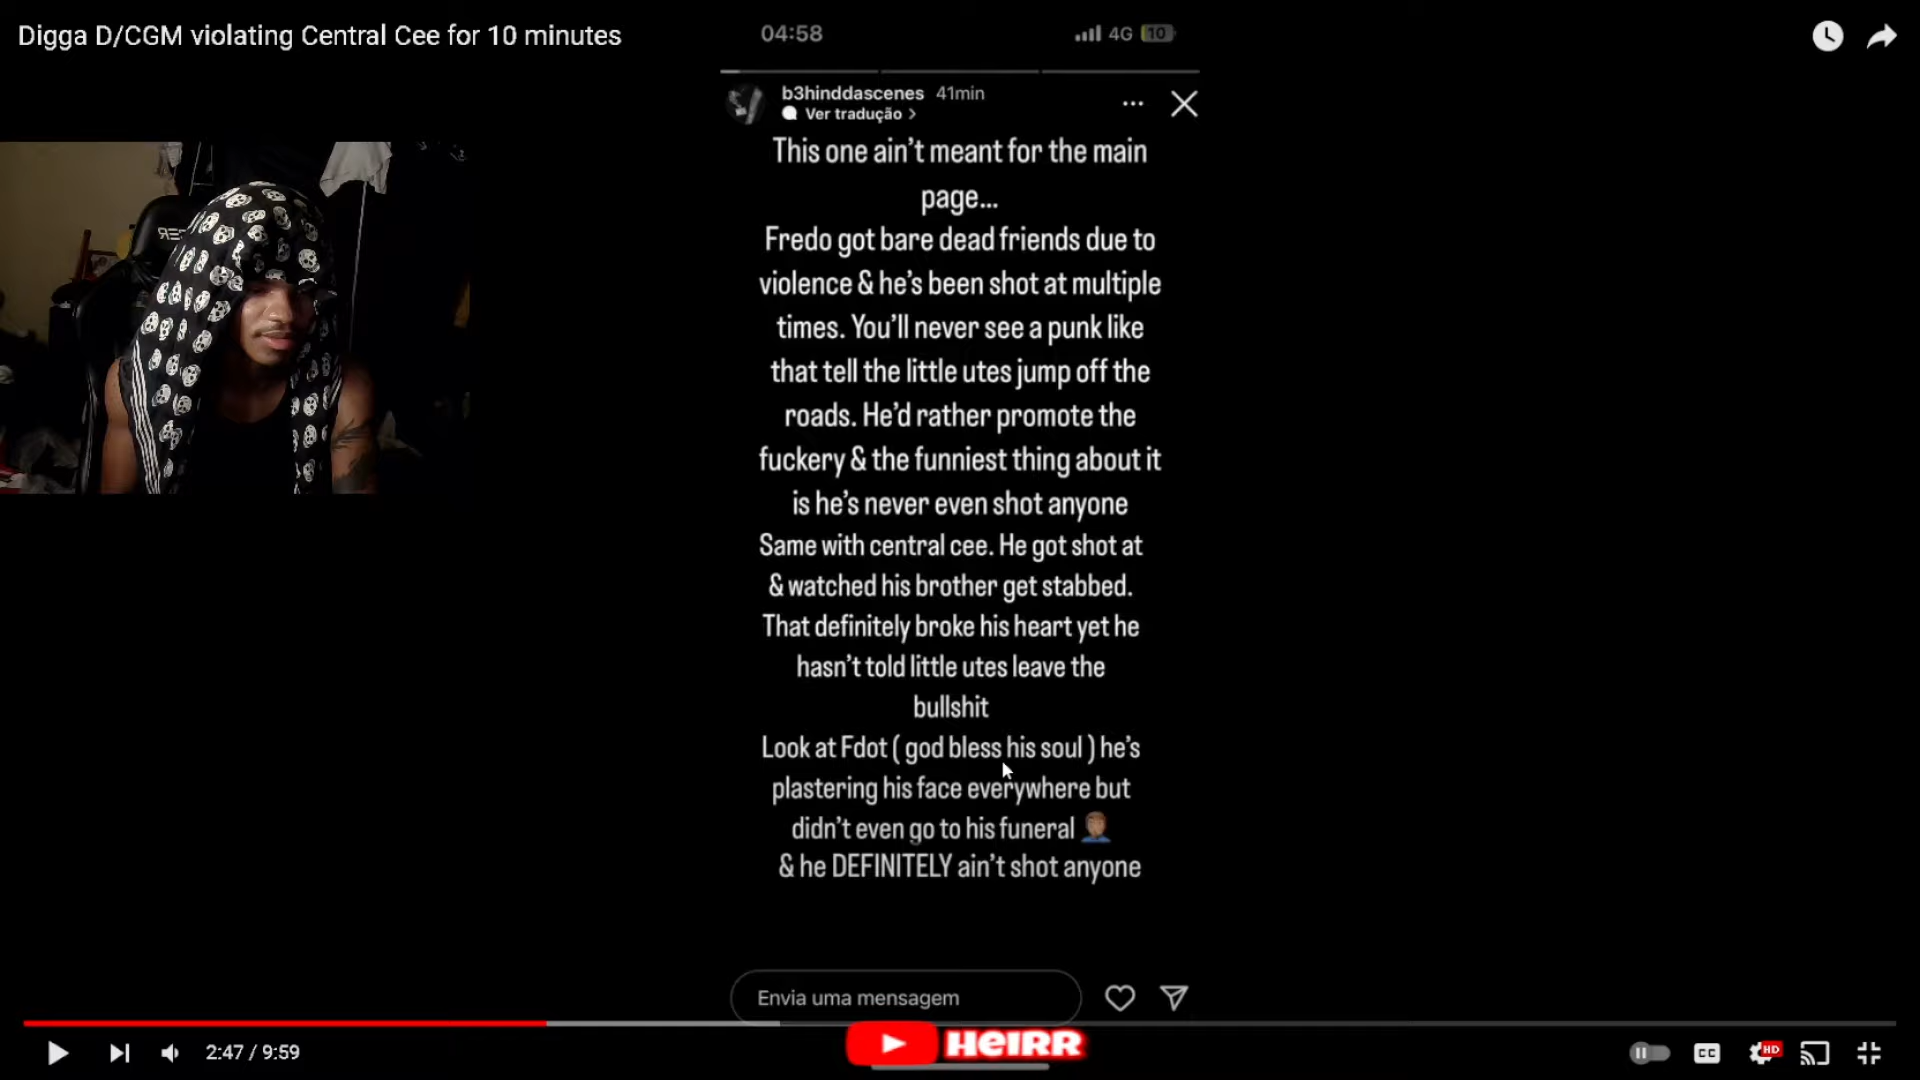 Digga D/CGM violating Central Cee for 10 minutes
04:58
4G 10
b3hinddascenes 41min
Ver tradução >
This one ain't meant for the main
page...
Fredo got bare dead friends due to
violence & he's been shot at multiple
times. You'll never see a punk like
that tell the little utes jump off the
roads. He'd rather promote the
fuckery & the funniest thing about it
is he's never even shot anyone
Same with central cee. He got shot at
& watched his brother get stabbed.
That definitely broke his heart yet he
hasn't told little utes leave the
bullshit
Look at Fdot ( god bless his soul ) he's
plastering his face everywhere but
didn't even go to his funeral 🤦🏽‍♂️
& he DEFINITELY ain't shot anyone
Envia uma mensagem
HeIRR
2:47 / 9:59
CC
HD